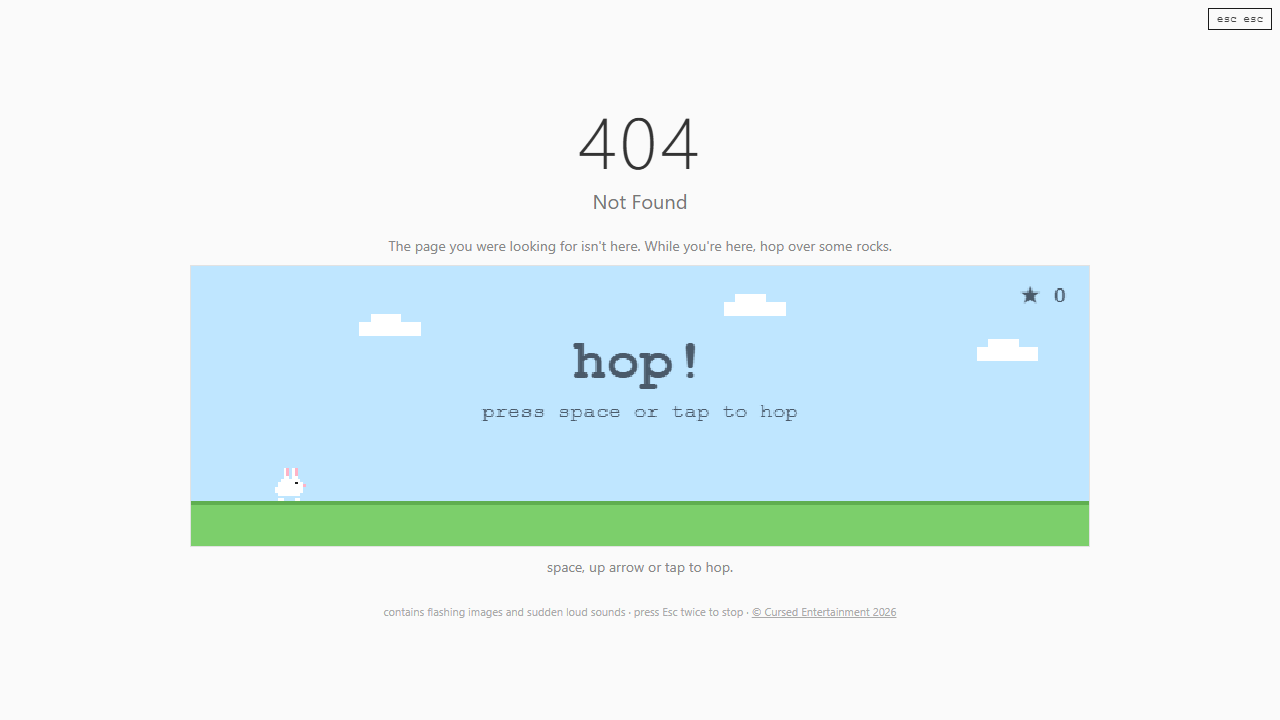 esc esc
404
Not Found
The page you were looking for isn't here. While you're here, hop over some rocks.
★ 0
hop!
press space or tap to hop
space, up arrow or tap to hop.
contains flashing images and sudden loud sounds · press Esc twice to stop · © Cursed Entertainment 2026